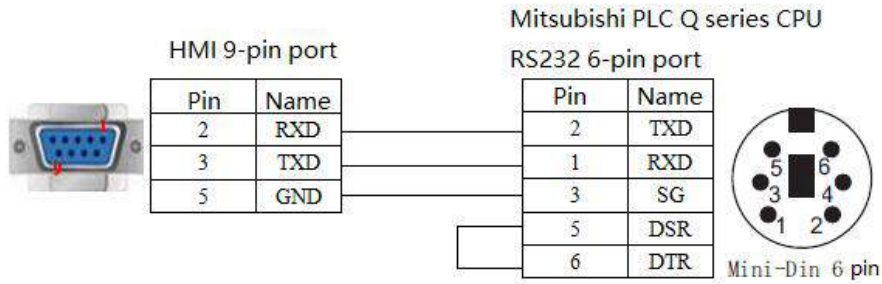 Mitsubishi PLC Q series CPU
HMI 9-pin port
RS232 6-pin port
Pin Name
2 RXD
3 TXD
5 GND
Pin Name
2 TXD
1 RXD
3 SG
5 DSR
6 DTR
5 6
3 4
1 2
Mini-Din 6 pin